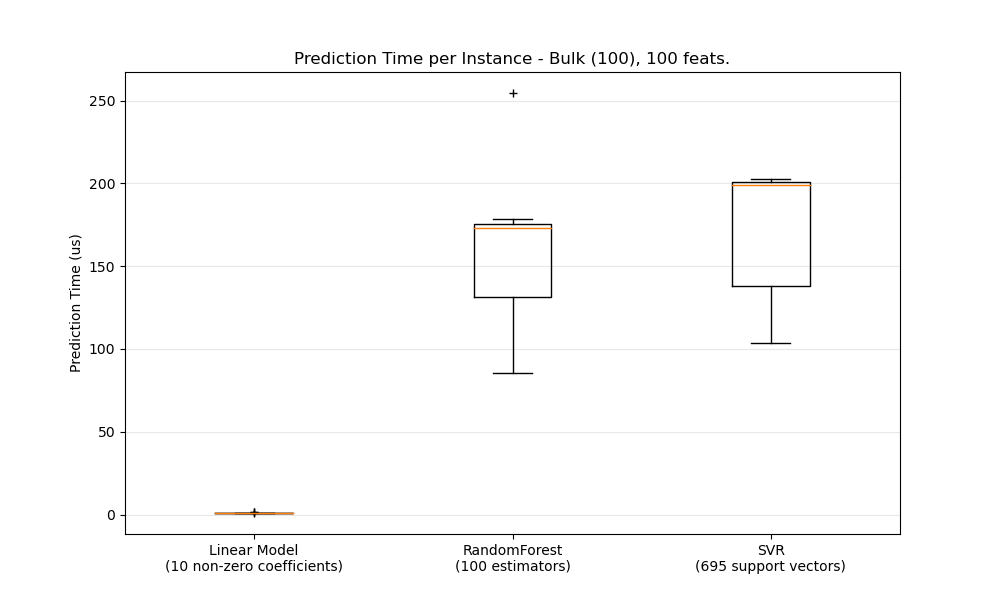 Prediction Time per Instance - Bulk (100), 100 feats.
Prediction Time (us)
250
200
150
100
50
0
Linear Model
(10 non-zero coefficients)
RandomForest
(100 estimators)
SVR
(695 support vectors)